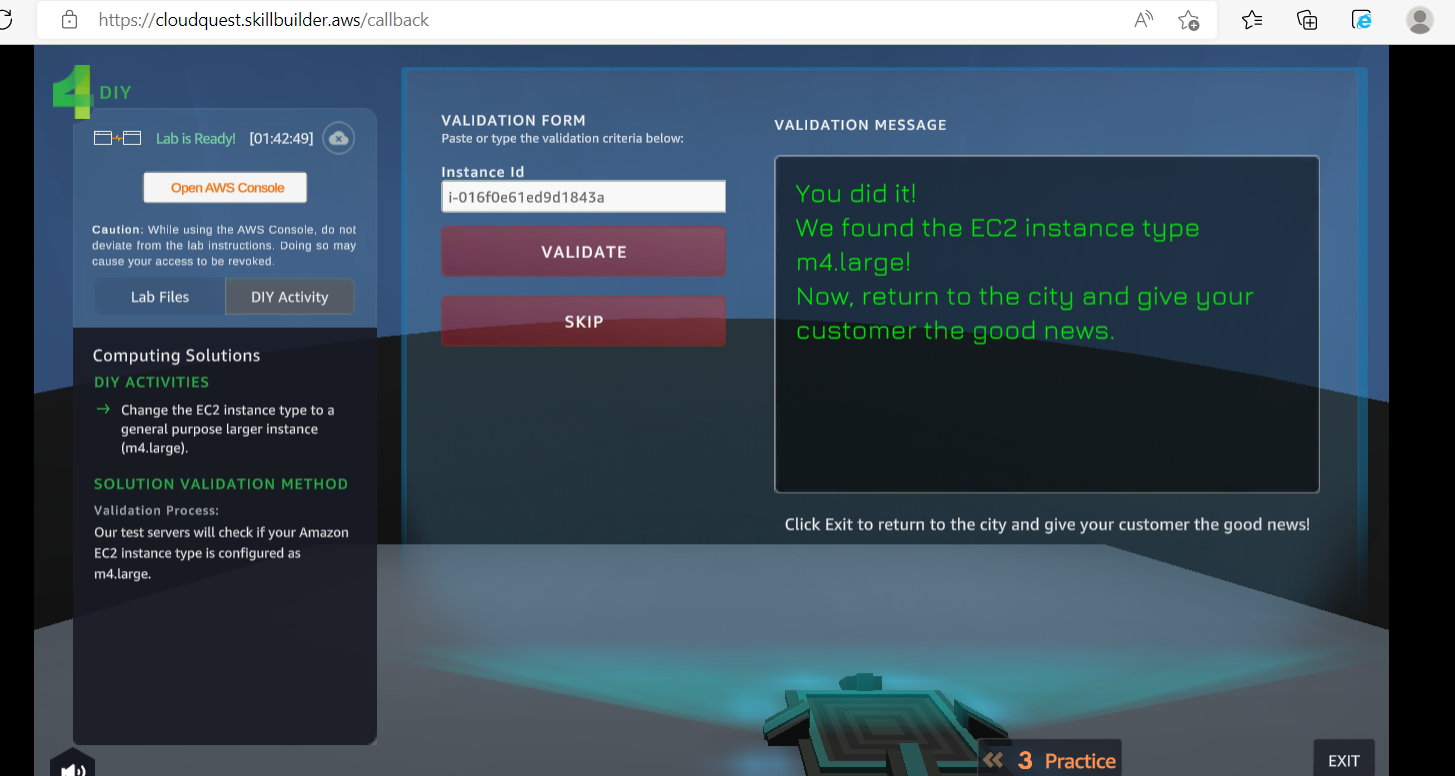 https://cloudquest.skillbuilder.aws/callback
4 DIY
Lab is Ready! [01:42:49]
Open AWS Console
Caution: While using the AWS Console, do not
deviate from the lab instructions. Doing so may
cause your access to be revoked.
Lab Files DIY Activity
Computing Solutions
DIY ACTIVITIES
→ Change the EC2 instance type to a
general purpose larger instance
(m4.large).
SOLUTION VALIDATION METHOD
Validation Process:
Our test servers will check if your Amazon
EC2 instance type is configured as
m4.large.
VALIDATION FORM
Paste or type the validation criteria below:
Instance Id
i-016f0e61ed9d1843a
VALIDATE
SKIP
VALIDATION MESSAGE
You did it!
We found the EC2 instance type
m4.large!
Now, return to the city and give your
customer the good news.
Click Exit to return to the city and give your customer the good news!
3 Practice
EXIT